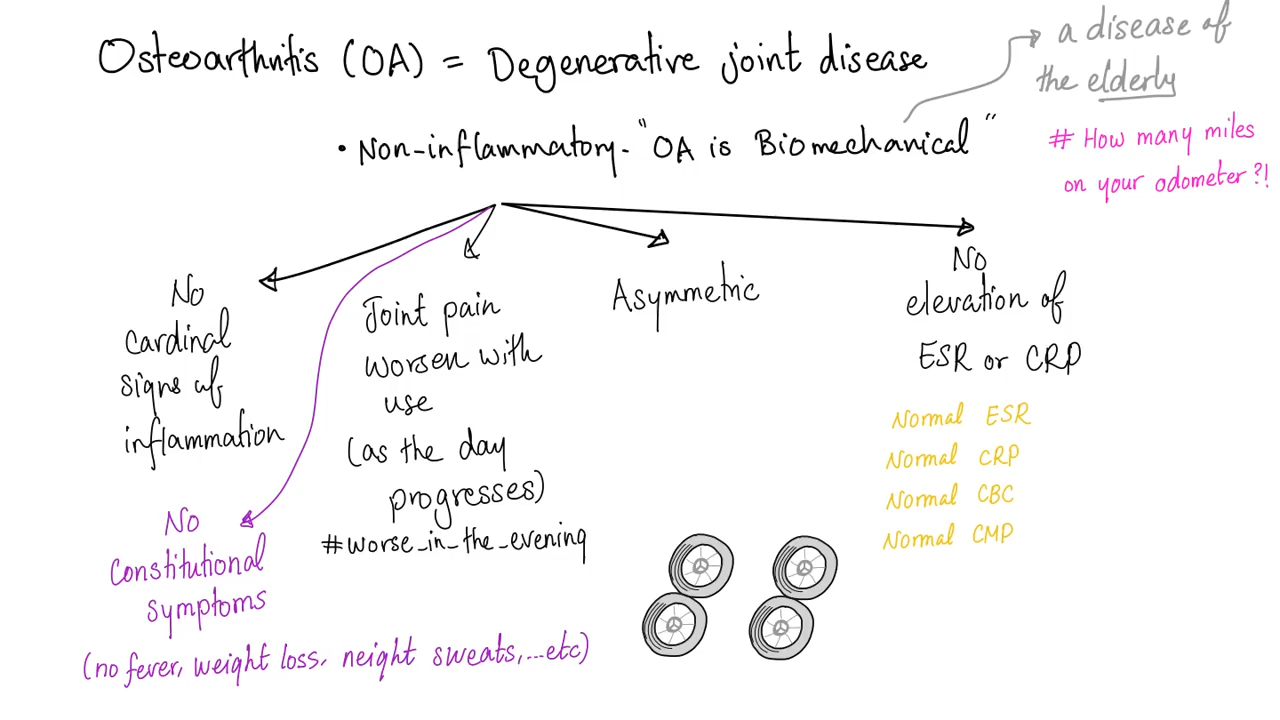 Osteoarthritis (OA) = Degenerative joint disease
a disease of
the elderly
• Non-inflammatory. "OA is Biomechanical"
# How many miles
on your odometer?!
No
Cardinal
signs of
inflammation
Joint pain
worsen with
use
(as the day
progresses)
#worse_in_the_evening
Asymmetric
No
elevation of
ESR or CRP
Normal ESR
Normal CRP
Normal CBC
Normal CMP
No
Constitutional
symptoms
(no fever, weight loss, neight sweats,...etc)